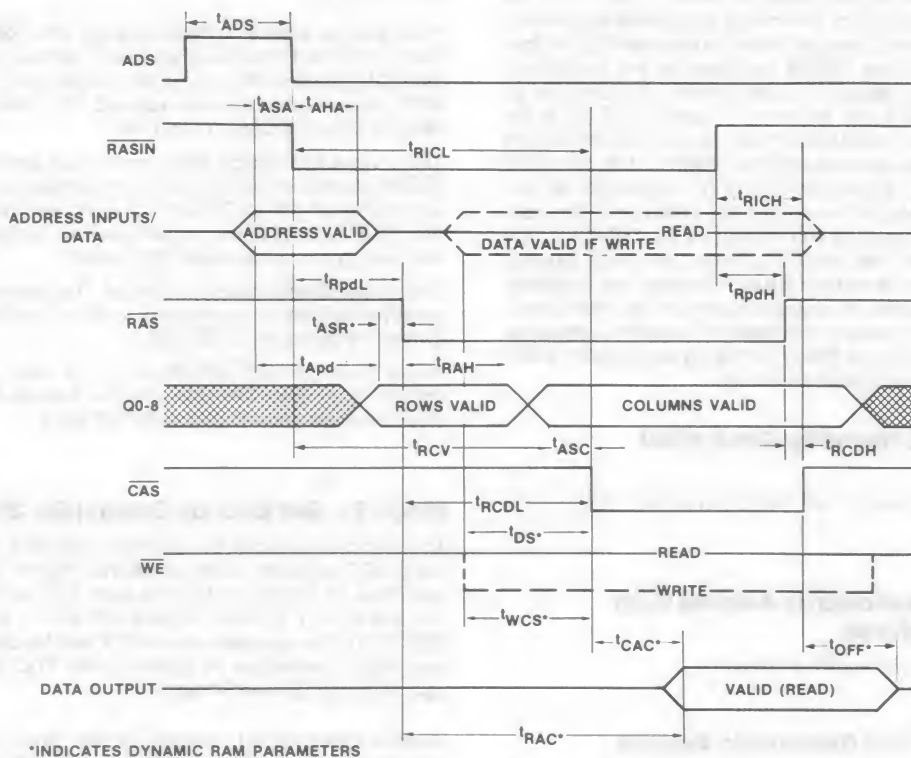 tADS
ADS
tASA
tAHA
RASIN
tRICL
tRICH
ADDRESS INPUTS/
DATA
ADDRESS VALID
READ
DATA VALID IF WRITE
tRpdL
tRpdH
RAS
tASR*
tApd
tRAH
Q0-8
ROWS VALID
COLUMNS VALID
tRCV
tASC
tRCDH
CAS
tRCDL
tDS*
WE
READ
WRITE
tWCS*
tCAC*
tOFF*
DATA OUTPUT
VALID (READ)
tRAC*
*INDICATES DYNAMIC RAM PARAMETERS